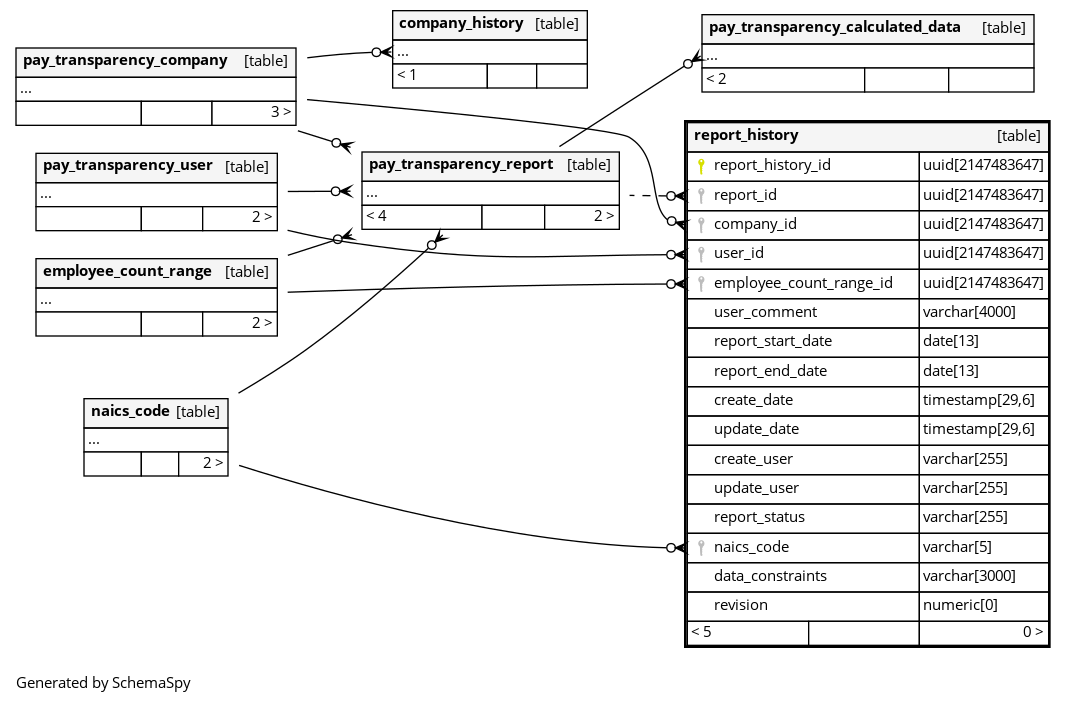 company_history [table]
...
< 1
pay_transparency_calculated_data [table]
...
< 2
pay_transparency_company [table]
...
3 >
pay_transparency_user [table]
...
2 >
pay_transparency_report [table]
...
< 4 2 >
employee_count_range [table]
...
2 >
naics_code [table]
...
2 >
report_history [table]
report_history_id uuid[2147483647]
report_id uuid[2147483647]
company_id uuid[2147483647]
user_id uuid[2147483647]
employee_count_range_id uuid[2147483647]
user_comment varchar[4000]
report_start_date date[13]
report_end_date date[13]
create_date timestamp[29,6]
update_date timestamp[29,6]
create_user varchar[255]
update_user varchar[255]
report_status varchar[255]
naics_code varchar[5]
data_constraints varchar[3000]
revision numeric[0]
< 5 0 >
Generated by SchemaSpy